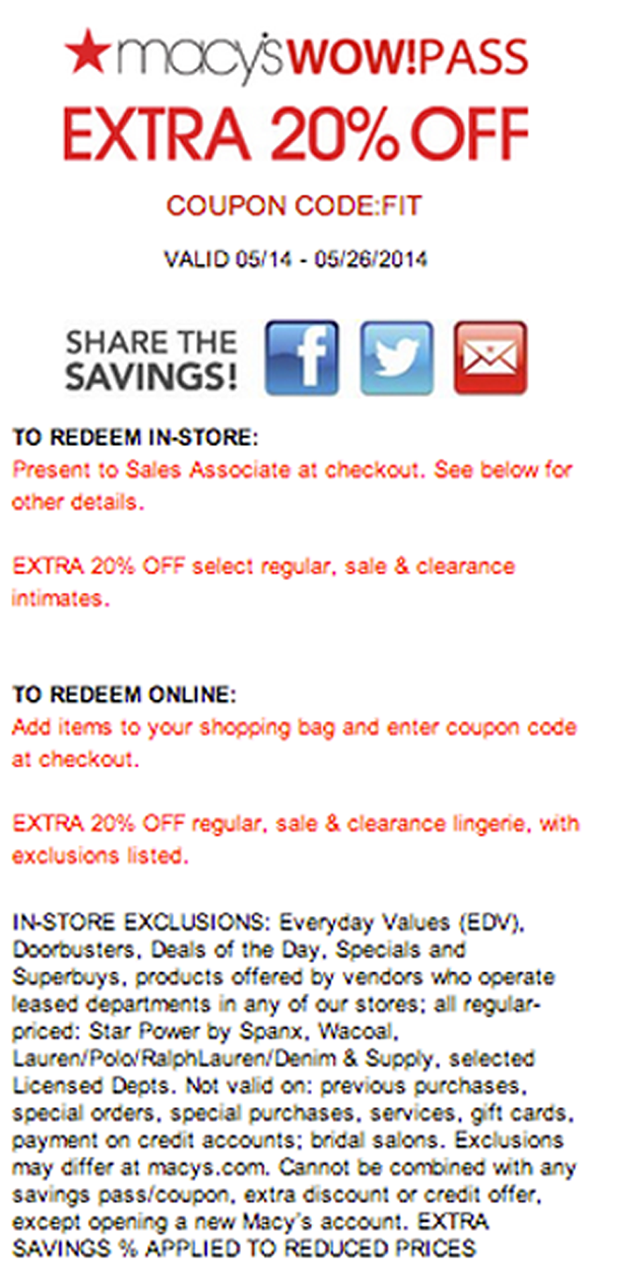 macy's WOW!PASS
EXTRA 20% OFF
COUPON CODE:FIT
VALID 05/14 - 05/26/2014
SHARE THE
SAVINGS!
TO REDEEM IN-STORE:
Present to Sales Associate at checkout. See below for
other details.
EXTRA 20% OFF select regular, sale & clearance
intimates.
TO REDEEM ONLINE:
Add items to your shopping bag and enter coupon code
at checkout.
EXTRA 20% OFF regular, sale & clearance lingerie, with
exclusions listed.
IN-STORE EXCLUSIONS: Everyday Values (EDV),
Doorbusters, Deals of the Day, Specials and
Superbuys, products offered by vendors who operate
leased departments in any of our stores; all regular-
priced: Star Power by Spanx, Wacoal,
Lauren/Polo/RalphLauren/Denim & Supply, selected
Licensed Depts. Not valid on: previous purchases,
special orders, special purchases, services, gift cards,
payment on credit accounts; bridal salons. Exclusions
may differ at macys.com. Cannot be combined with any
savings pass/coupon, extra discount or credit offer,
except opening a new Macy's account. EXTRA
SAVINGS % APPLIED TO REDUCED PRICES